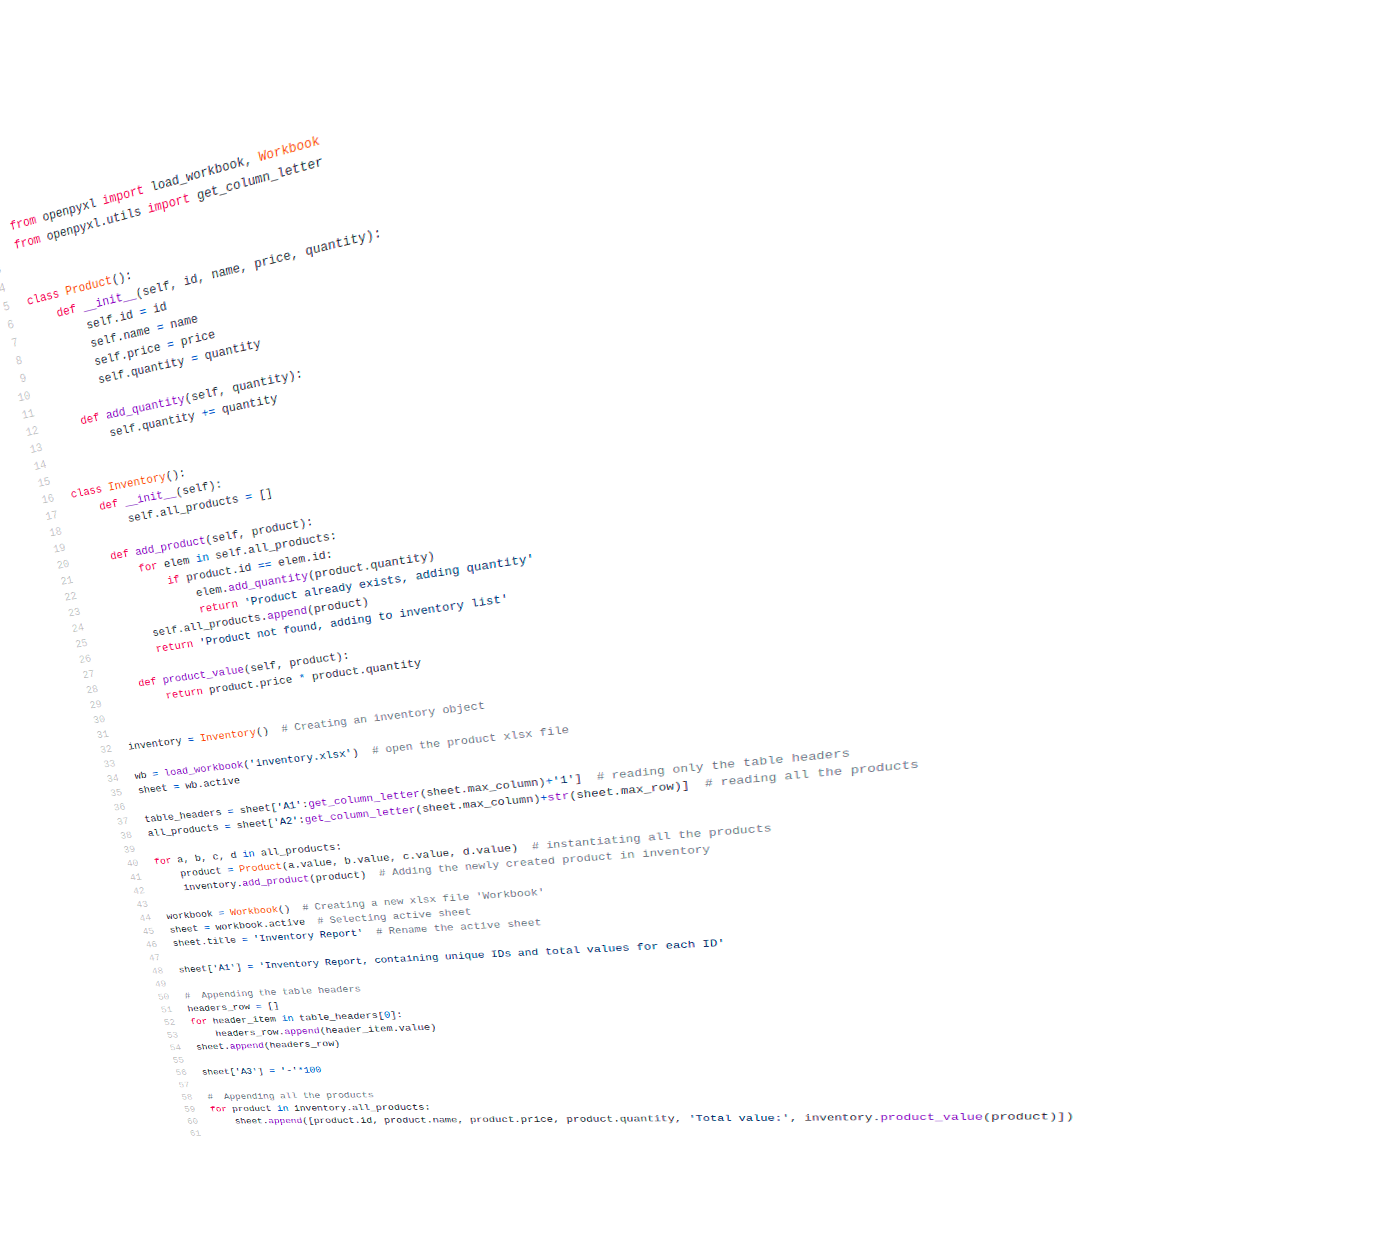 from openpyxl import load_workbook, Workbook
from openpyxl.utils import get_column_letter

4
5 class Product():
6     def __init__(self, id, name, price, quantity):
7         self.id = id
8         self.name = name
9         self.price = price
10         self.quantity = quantity
11
12     def add_quantity(self, quantity):
13         self.quantity += quantity
14
15
16 class Inventory():
17     def __init__(self):
18         self.all_products = []
19
20     def add_product(self, product):
21         for elem in self.all_products:
22             if product.id == elem.id:
23                 elem.add_quantity(product.quantity)
24                 return 'Product already exists, adding quantity'
25         self.all_products.append(product)
26         return 'Product not found, adding to inventory list'
27
28     def product_value(self, product):
29         return product.price * product.quantity
30
31
32 inventory = Inventory()  # Creating an inventory object
33
34 wb = load_workbook('inventory.xlsx')  # open the product xlsx file
35 sheet = wb.active
36
37 table_headers = sheet['A1':get_column_letter(sheet.max_column)+'1']  # reading only the table headers
38 all_products = sheet['A2':get_column_letter(sheet.max_column)+str(sheet.max_row)]  # reading all the products
39
40 for a, b, c, d in all_products:
41     product = Product(a.value, b.value, c.value, d.value)  # instantiating all the products
42     inventory.add_product(product)  # Adding the newly created product in inventory
43
44 workbook = Workbook()  # Creating a new xlsx file 'Workbook'
45 sheet = workbook.active  # Selecting active sheet
46 sheet.title = 'Inventory Report'  # Rename the active sheet
47
48 sheet['A1'] = 'Inventory Report, containing unique IDs and total values for each ID'
49
50 #  Appending the table headers
51 headers_row = []
52 for header_item in table_headers[0]:
53     headers_row.append(header_item.value)
54 sheet.append(headers_row)
55
56 sheet['A3'] = '-'*100
57
58 #  Appending all the products
59 for product in inventory.all_products:
60     sheet.append([product.id, product.name, product.price, product.quantity, 'Total value:', inventory.product_value(product)])
61